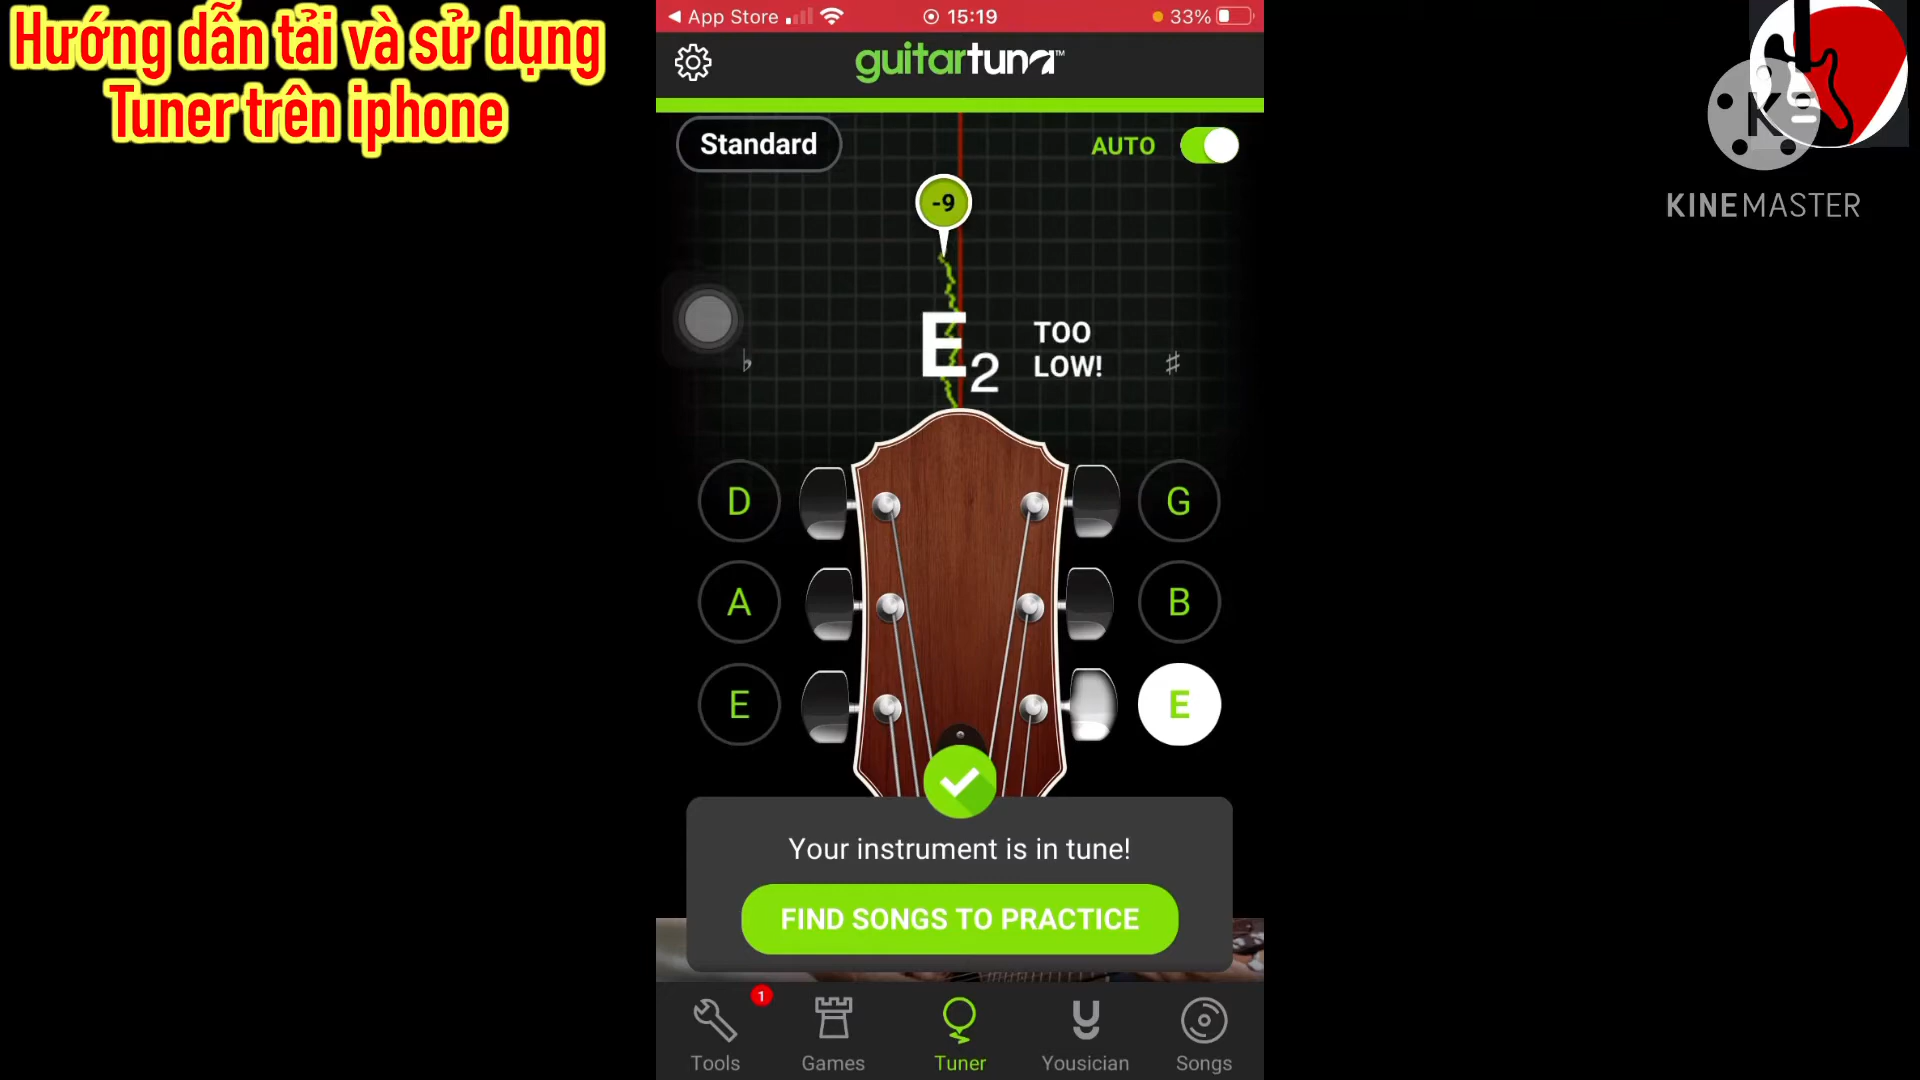 Hướng dẫn tải và sử dụng
Tuner trên iphone
App Store
15:19
33%
guitartuna™
Standard
AUTO
-9
E2
TOO
LOW!
♭
♯
D
G
A
B
E
E
Your instrument is in tune!
FIND SONGS TO PRACTICE
1
Tools
Games
Tuner
Yousician
Songs
K
KINEMASTER